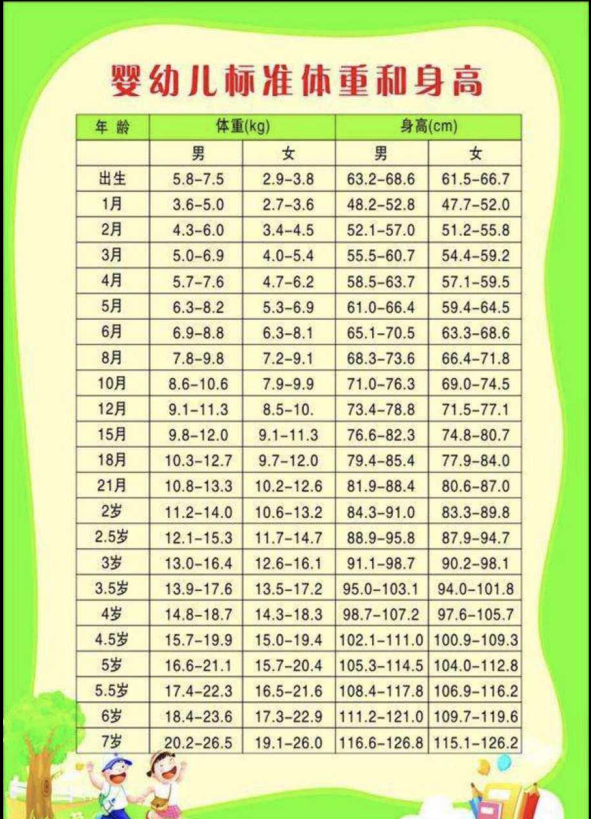 婴幼儿标准体重和身高
年 龄 体重(kg) 身高(cm)
男 女 男 女
出生 5.8–7.5 2.9–3.8 63.2–68.6 61.5–66.7
1月 3.6–5.0 2.7–3.6 48.2–52.8 47.7–52.0
2月 4.3–6.0 3.4–4.5 52.1–57.0 51.2–55.8
3月 5.0–6.9 4.0–5.4 55.5–60.7 54.4–59.2
4月 5.7–7.6 4.7–6.2 58.5–63.7 57.1–59.5
5月 6.3–8.2 5.3–6.9 61.0–66.4 59.4–64.5
6月 6.9–8.8 6.3–8.1 65.1–70.5 63.3–68.6
8月 7.8–9.8 7.2–9.1 68.3–73.6 66.4–71.8
10月 8.6–10.6 7.9–9.9 71.0–76.3 69.0–74.5
12月 9.1–11.3 8.5–10. 73.4–78.8 71.5–77.1
15月 9.8–12.0 9.1–11.3 76.6–82.3 74.8–80.7
18月 10.3–12.7 9.7–12.0 79.4–85.4 77.9–84.0
21月 10.8–13.3 10.2–12.6 81.9–88.4 80.6–87.0
2岁 11.2–14.0 10.6–13.2 84.3–91.0 83.3–89.8
2.5岁 12.1–15.3 11.7–14.7 88.9–95.8 87.9–94.7
3岁 13.0–16.4 12.6–16.1 91.1–98.7 90.2–98.1
3.5岁 13.9–17.6 13.5–17.2 95.0–103.1 94.0–101.8
4岁 14.8–18.7 14.3–18.3 98.7–107.2 97.6–105.7
4.5岁 15.7–19.9 15.0–19.4 102.1–111.0 100.9–109.3
5岁 16.6–21.1 15.7–20.4 105.3–114.5 104.0–112.8
5.5岁 17.4–22.3 16.5–21.6 108.4–117.8 106.9–116.2
6岁 18.4–23.6 17.3–22.9 111.2–121.0 109.7–119.6
7岁 20.2–26.5 19.1–26.0 116.6–126.8 115.1–126.2